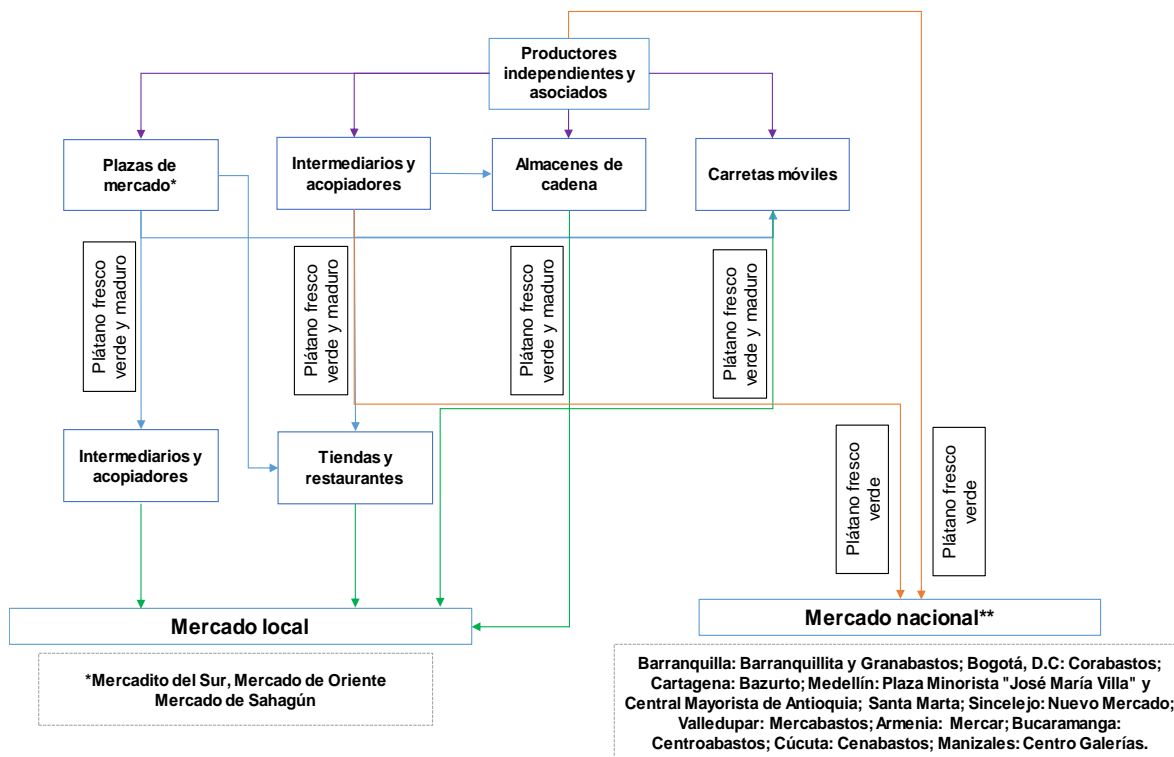 Productores
independientes y
asociados
Plazas de
mercado*
Intermediarios y
acopiadores
Almacenes de
cadena
Carretas móviles
Plátano fresco
verde y maduro
Plátano fresco
verde y maduro
Plátano fresco
verde y maduro
Plátano fresco
verde y maduro
Intermediarios y
acopiadores
Tiendas y
restaurantes
Plátano fresco
verde
Plátano fresco
verde
Mercado local
Mercado nacional**
*Mercadito del Sur, Mercado de Oriente
Mercado de Sahagún
Barranquilla: Barranquillita y Granabastos; Bogotá, D.C: Corabastos;
Cartagena: Bazurto; Medellín: Plaza Minorista "José María Villa" y
Central Mayorista de Antioquia; Santa Marta; Sincelejo: Nuevo Mercado;
Valledupar: Mercabastos; Armenia: Mercar; Bucaramanga:
Centroabastos; Cúcuta: Cenabastos; Manizales: Centro Galerías.